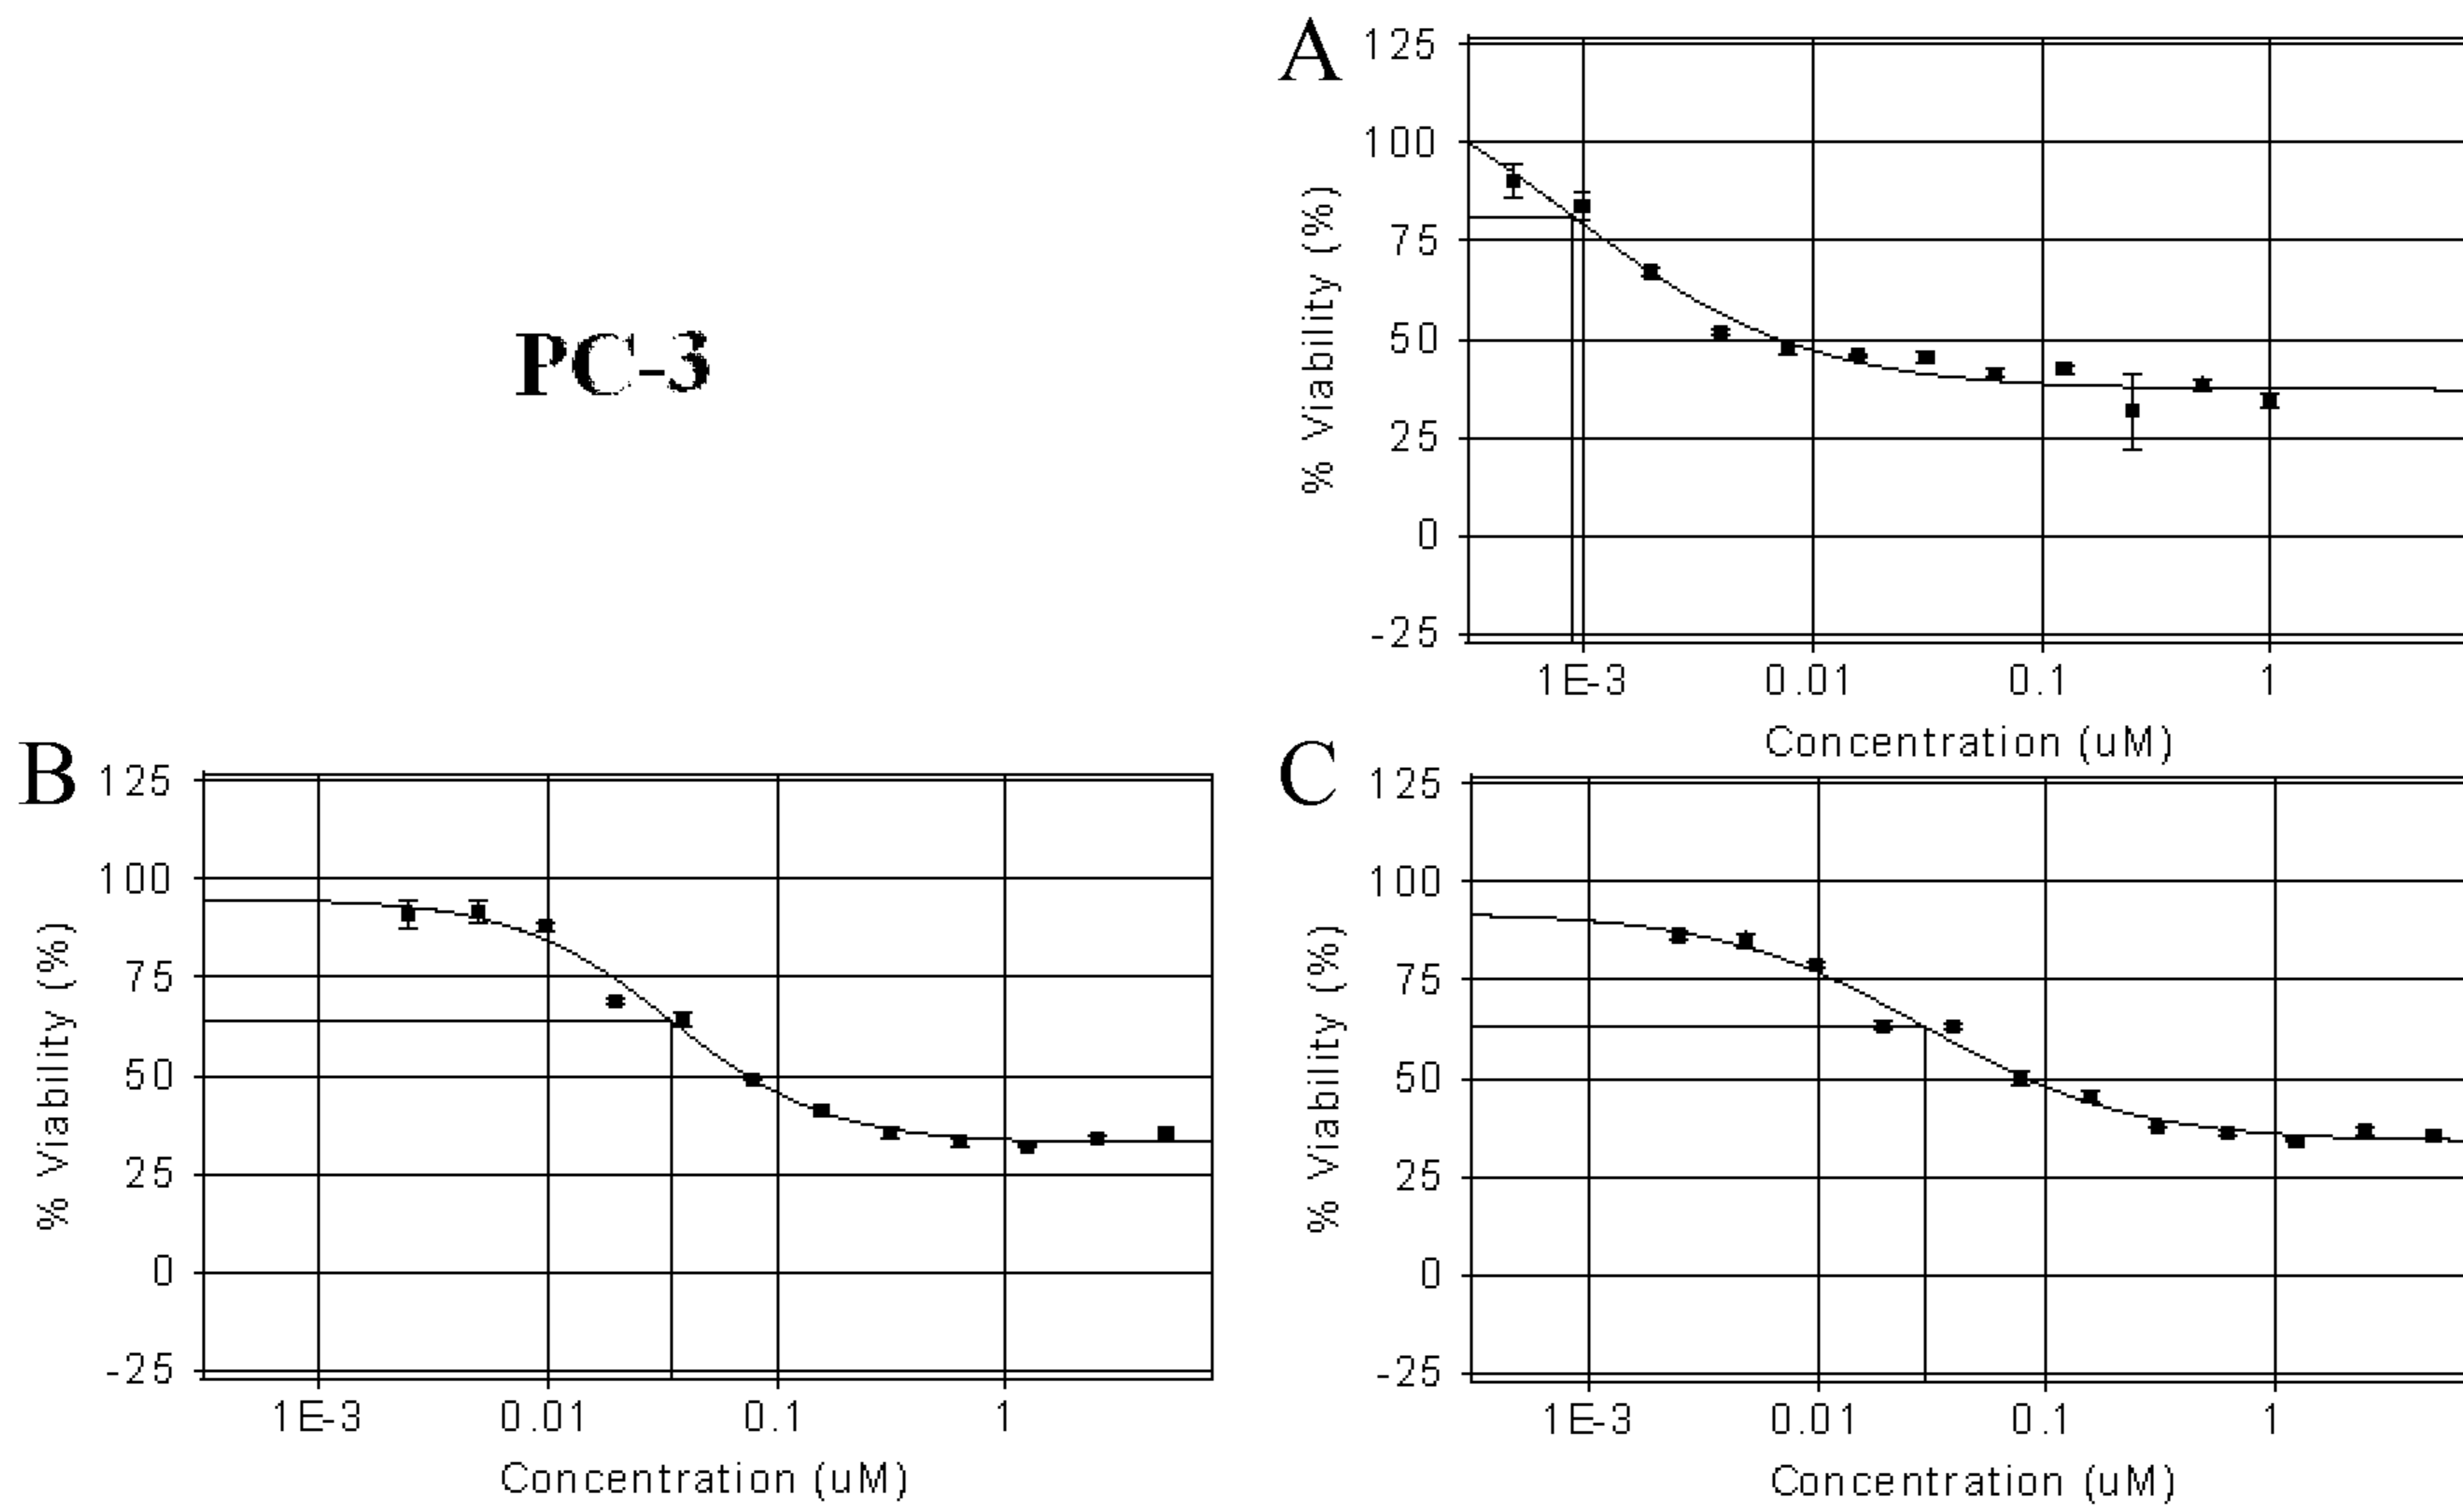 PC-3
A
125
100
75
50
25
0
-25
% Viability (%)
1E-3 0.01 0.1 1
Concentration (uM)
B
125
100
75
50
25
0
-25
% Viability (%)
1E-3 0.01 0.1 1
Concentration (uM)
C
125
100
75
50
25
0
-25
% Viability (%)
1E-3 0.01 0.1 1
Concentration (uM)